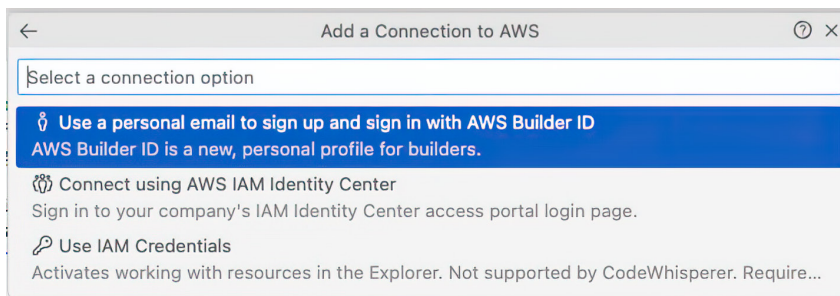 Add a Connection to AWS
Select a connection option
Use a personal email to sign up and sign in with AWS Builder ID
AWS Builder ID is a new, personal profile for builders.
Connect using AWS IAM Identity Center
Sign in to your company's IAM Identity Center access portal login page.
Use IAM Credentials
Activates working with resources in the Explorer. Not supported by CodeWhisperer. Require...